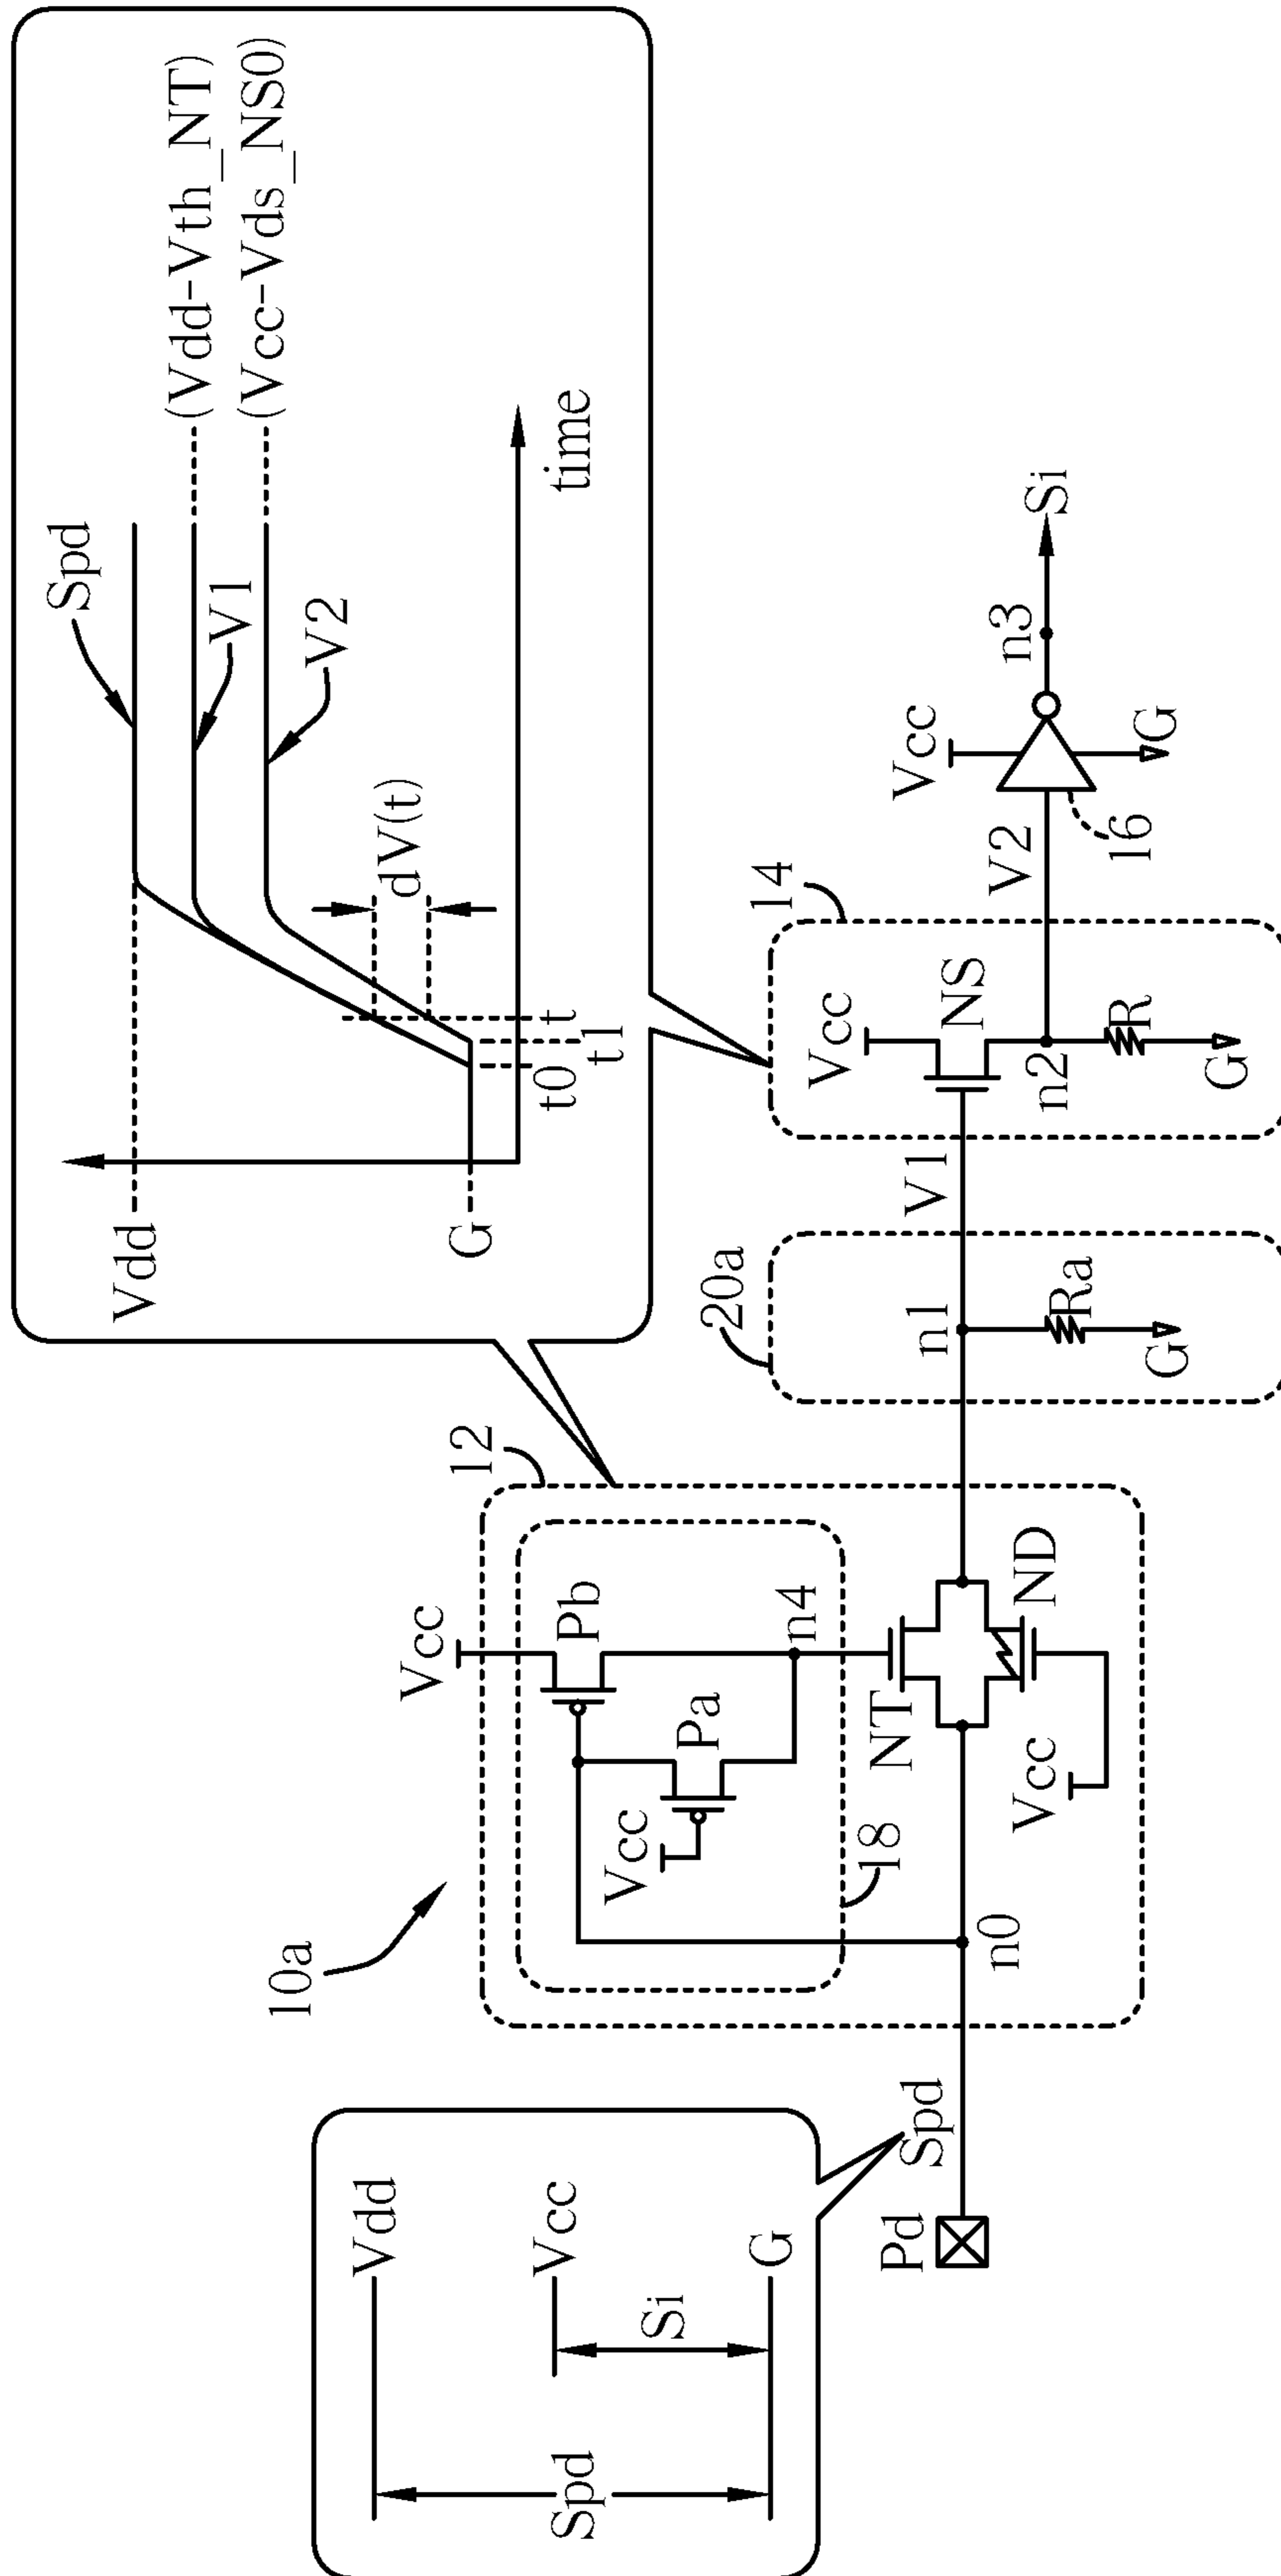 Vdd
Spd
(Vdd-Vth_NT)
V1
(Vcc-Vds_NS0)
V2
dV(t)
G
t0
t1
t
time
10a
12
Vcc
Pb
Pa
Vcc
n4
18
NT
ND
Vcc
n0
Vdd
Vcc
Spd
Si
G
Pd
Spd
20a
n1
Ra
G
V1
14
Vcc
NS
n2
R
G
V2
Vcc
16
G
n3
Si